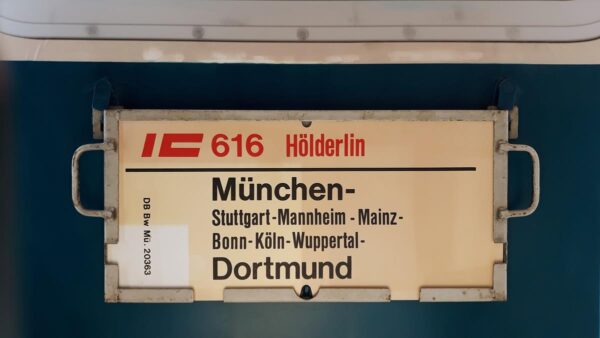 IC 616 Hölderlin
München-
Stuttgart-Mannheim - Mainz-
Bonn-Köln-Wuppertal-
Dortmund
DB Bw Mü. 20363